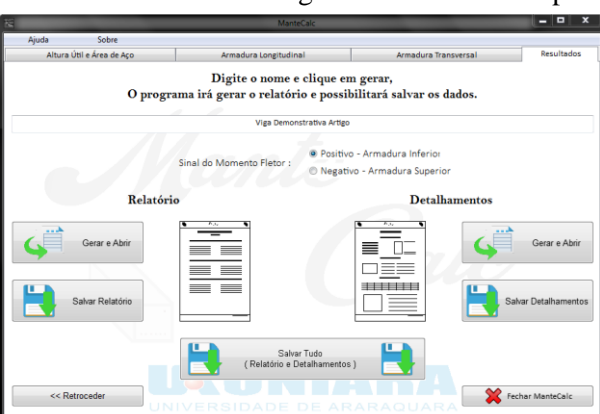 ManteCalc
Ajuda Sobre
Altura Útil e Área de Aço Armadura Longitudinal Armadura Transversal Resultados
Digite o nome e clique em gerar,
O programa irá gerar o relatório e possibilitará salvar os dados.
Viga Demonstrativa Artigo
Sinal do Momento Fletor :
Positivo - Armadura Inferior
Negativo - Armadura Superior
Relatório Detalhamentos
Gerar e Abrir Gerar e Abrir
Salvar Relatório Salvar Detalhamentos
Salvar Tudo
( Relatório e Detalhamentos )
<< Retroceder Fechar ManteCalc
Mante
Calc
UNIARA
UNIVERSIDADE DE ARARAQUARA